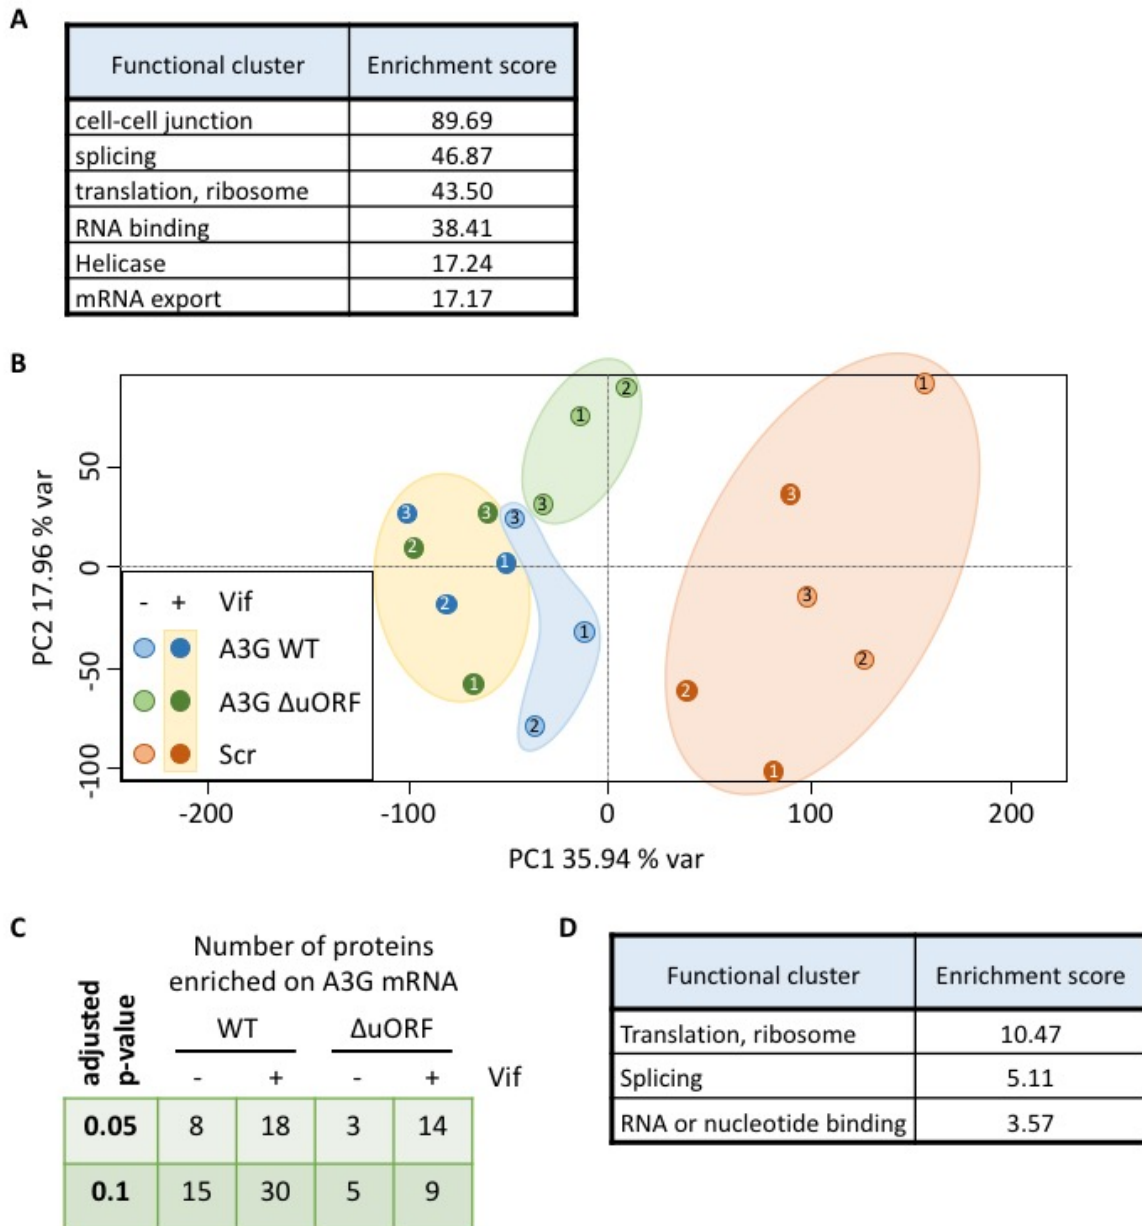 A
Functional cluster Enrichment score
cell-cell junction 89.69
splicing 46.87
translation, ribosome 43.50
RNA binding 38.41
Helicase 17.24
mRNA export 17.17
B
PC2 17.96 % var
50
0
-50
-100
1
2
3
3
2
3
1
2
1
3
1
2
1
3
3
2
2
1
- + Vif
A3G WT
A3G ΔuORF
Scr
-200 -100 0 100 200
PC1 35.94 % var
C
Number of proteins
enriched on A3G mRNA
adjusted
p-value
WT ΔuORF
- + - + Vif
0.05 8 18 3 14
0.1 15 30 5 9
D
Functional cluster Enrichment score
Translation, ribosome 10.47
Splicing 5.11
RNA or nucleotide binding 3.57